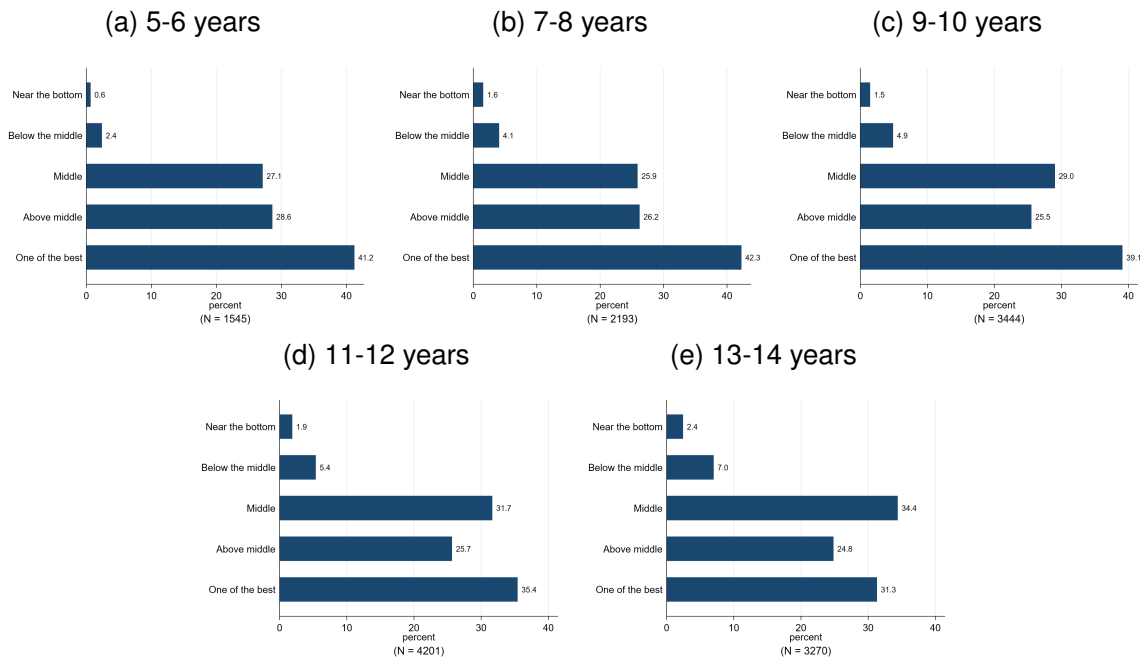 (a) 5-6 years
Near the bottom 0.6
Below the middle 2.4
Middle 27.1
Above middle 28.6
One of the best 41.2
0 10 20 30 40
percent
(N = 1545)
(b) 7-8 years
Near the bottom 1.6
Below the middle 4.1
Middle 25.9
Above middle 26.2
One of the best 42.3
0 10 20 30 40
percent
(N = 2193)
(c) 9-10 years
Near the bottom 1.5
Below the middle 4.9
Middle 29.0
Above middle 25.5
One of the best 39.1
0 10 20 30 40
percent
(N = 3444)
(d) 11-12 years
Near the bottom 1.9
Below the middle 5.4
Middle 31.7
Above middle 25.7
One of the best 35.4
0 10 20 30 40
percent
(N = 4201)
(e) 13-14 years
Near the bottom 2.4
Below the middle 7.0
Middle 34.4
Above middle 24.8
One of the best 31.3
0 10 20 30 40
percent
(N = 3270)